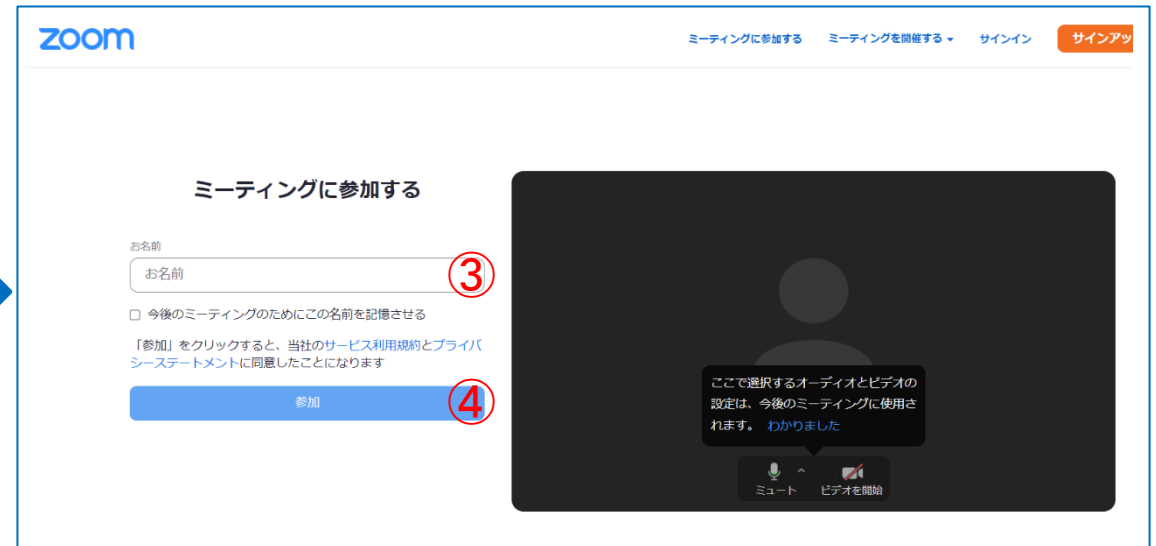 zoom
ミーティングに参加する
ミーティングを開催する
サインイン
サインアッ
ミーティングに参加する
お名前
お名前
③
今後のミーティングのためにこの名前を記憶させる
「参加」をクリックすると、当社のサービス利用規約とプライバ
シーステートメントに同意したことになります
参加
④
ここで選択するオーディオとビデオの
設定は、今後のミーティングに使用さ
れます。 わかりました
ミュート
ビデオを開始